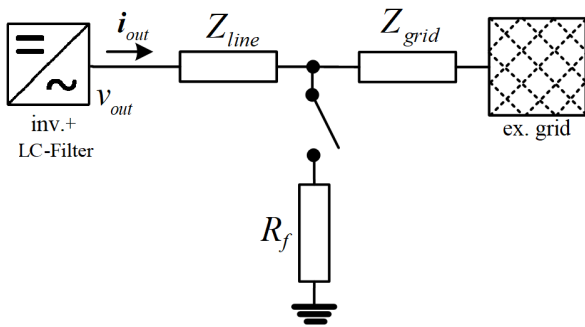 i_out
Z_line
Z_grid
v_out
inv.+
LC-Filter
ex. grid
R_f